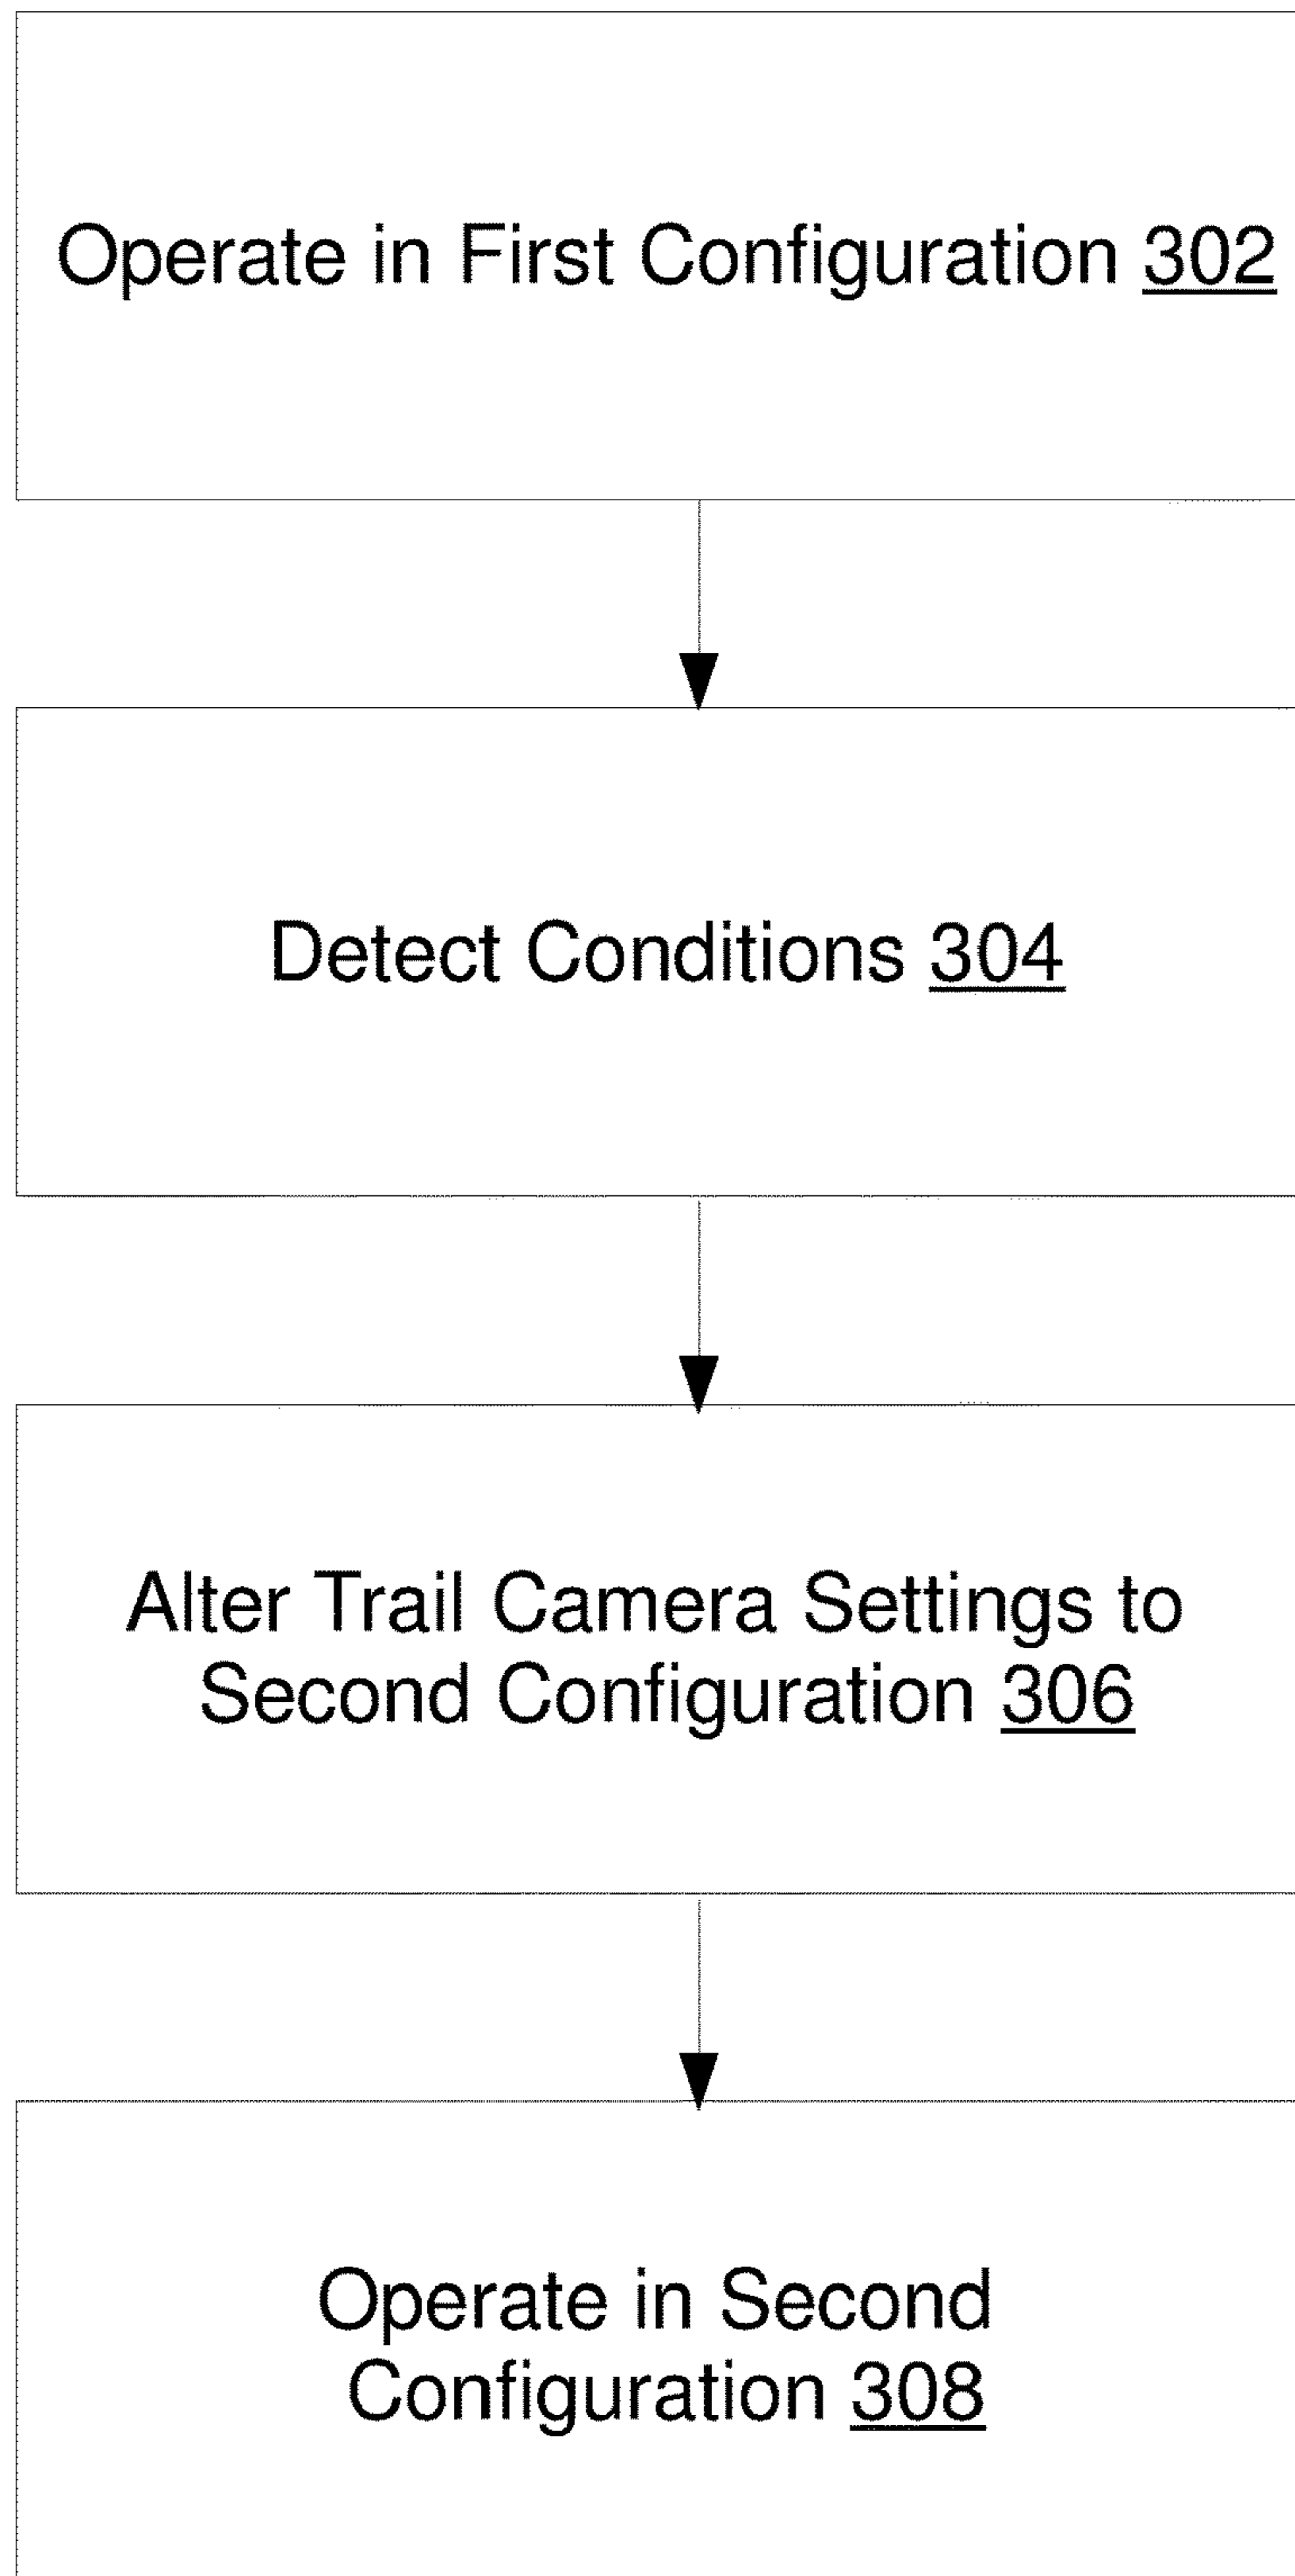 Operate in First Configuration 302
Detect Conditions 304
Alter Trail Camera Settings to
Second Configuration 306
Operate in Second
Configuration 308